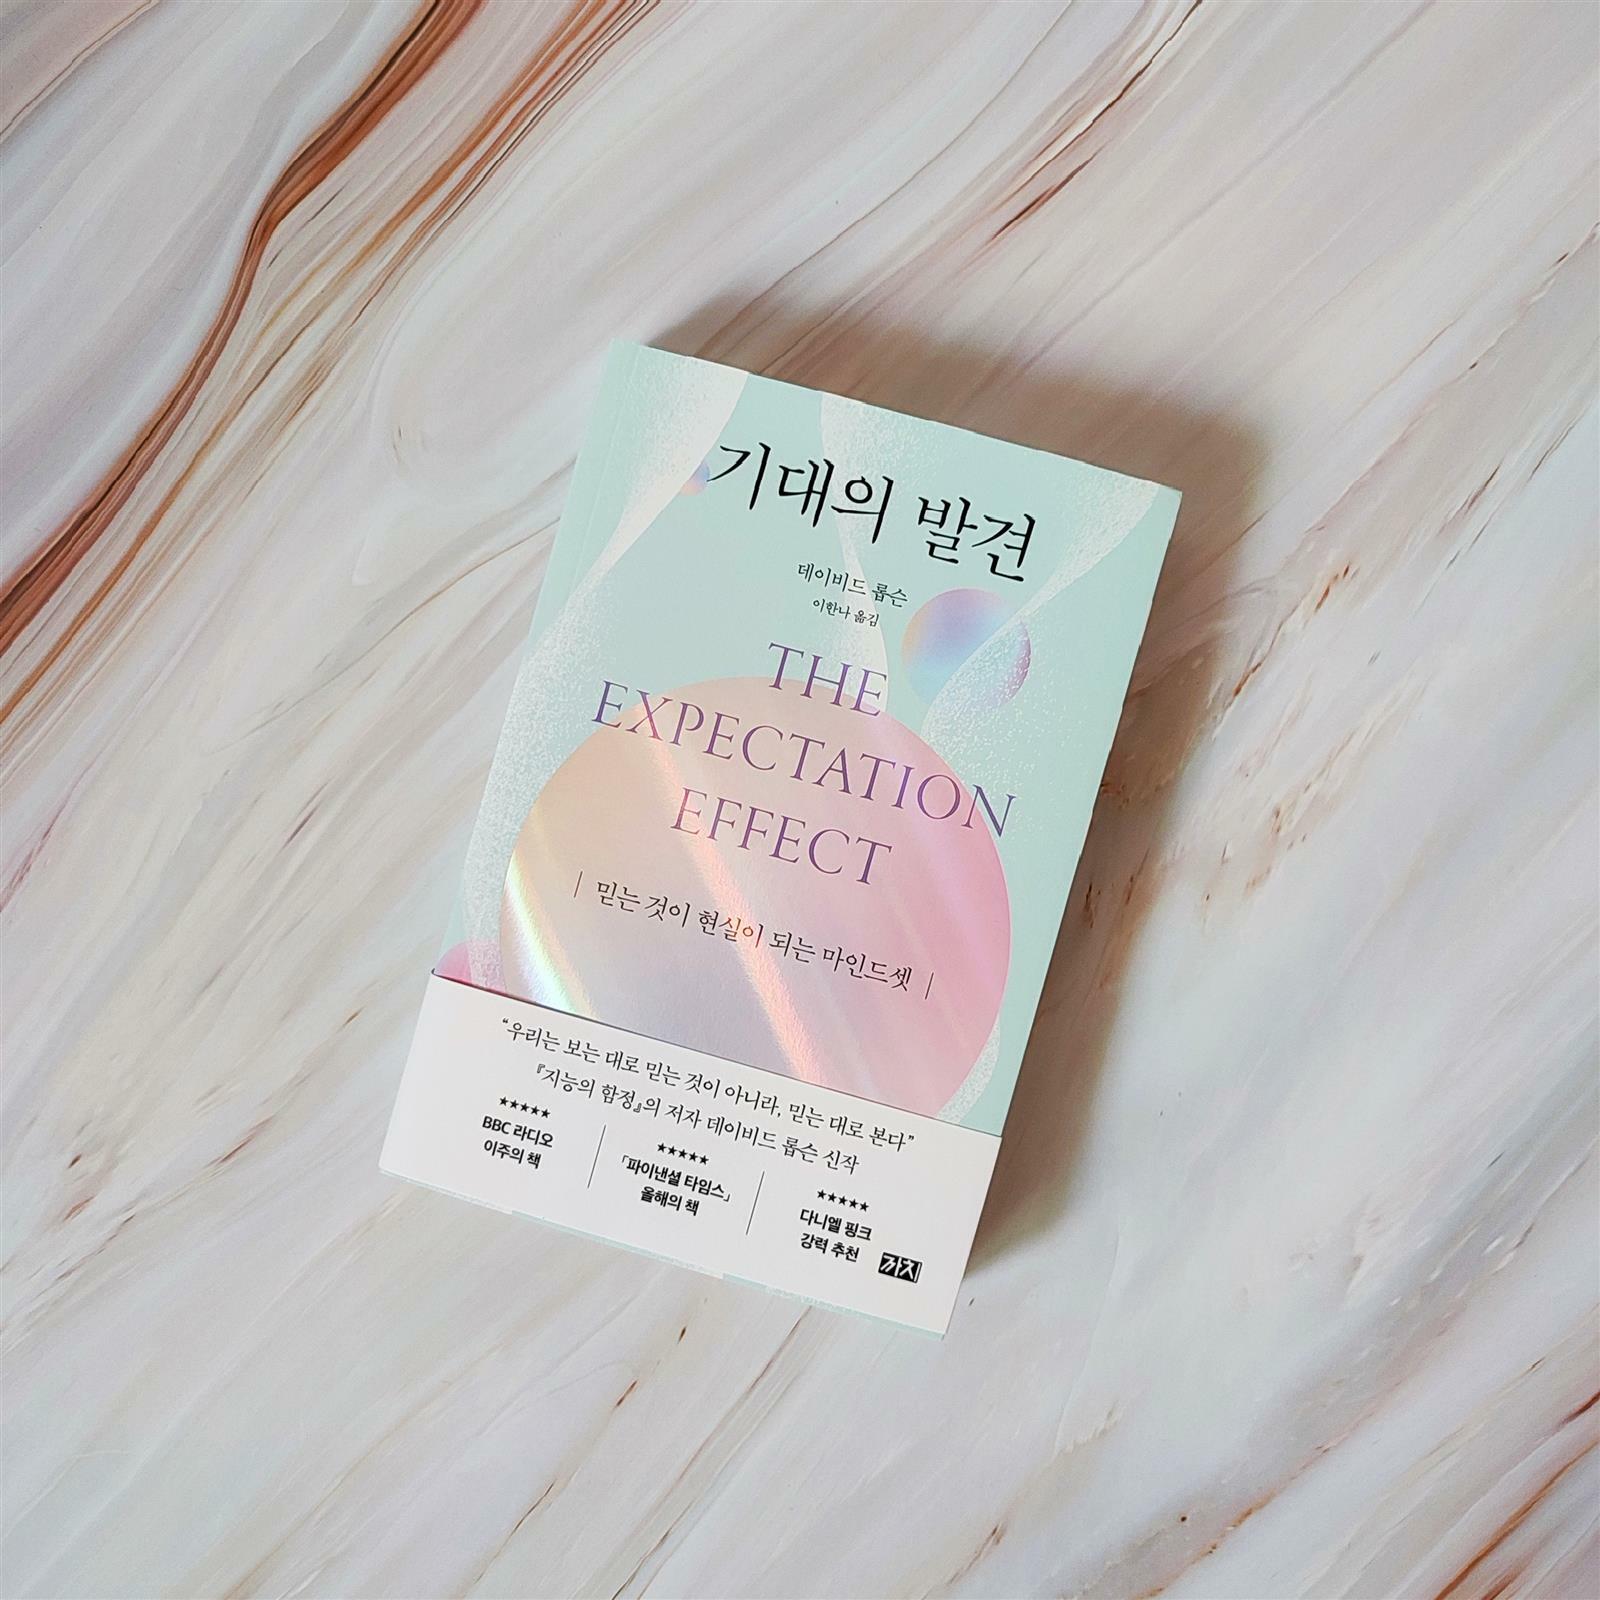 기대의 발견
데이비드 롭슨
이한나 옮김
THE
EXPECTATION
EFFECT
| 믿는 것이 현실이 되는 마인드셋 |
“우리는 보는 대로 믿는 것이 아니라, 믿는 대로 본다”
『지능의 함정』의 저자 데이비드 롭슨 신작
★★★★★
BBC 라디오
이주의 책
★★★★★
「파이낸셜 타임스」
올해의 책
★★★★★
다니엘 핑크
강력 추천
까치